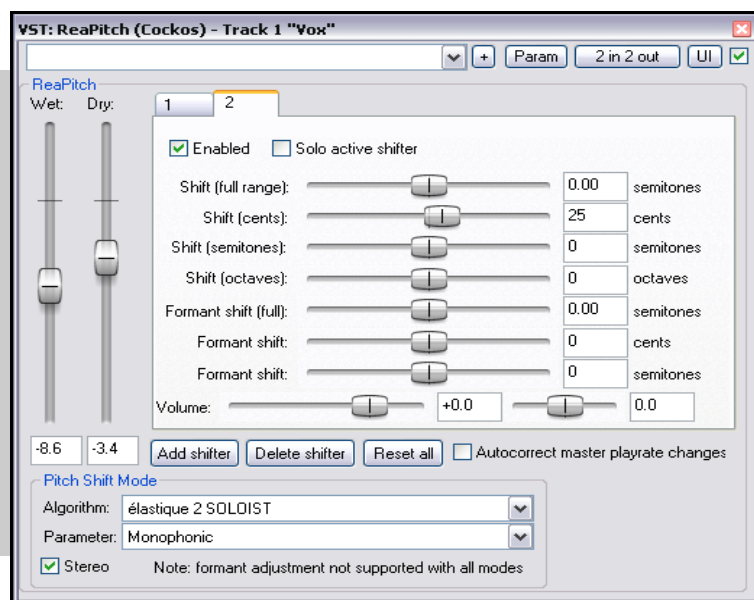 VST: ReaPitch (Cockos) - Track 1 "Vox"
+ Param 2 in 2 out UI
ReaPitch
Wet: Dry: 1 2
Enabled Solo active shifter
Shift (full range): 0.00 semitones
Shift (cents): 25 cents
Shift (semitones): 0 semitones
Shift (octaves): 0 octaves
Formant shift (full): 0.00 semitones
Formant shift: 0 cents
Formant shift: 0 semitones
Volume: +0.0 0.0
-8.6 -3.4 Add shifter Delete shifter Reset all Autocorrect master playrate changes
Pitch Shift Mode
Algorithm: élastique 2 SOLOIST
Parameter: Monophonic
Stereo Note: formant adjustment not supported with all modes